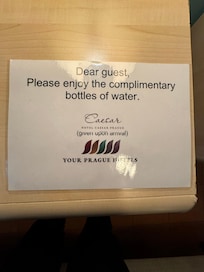 Dear guest,
Please enjoy the complimentary
bottles of water.
Caesar
HOTEL CAESAR PRAGUE
(given upon arrival)
YOUR PRAGUE HOTELS